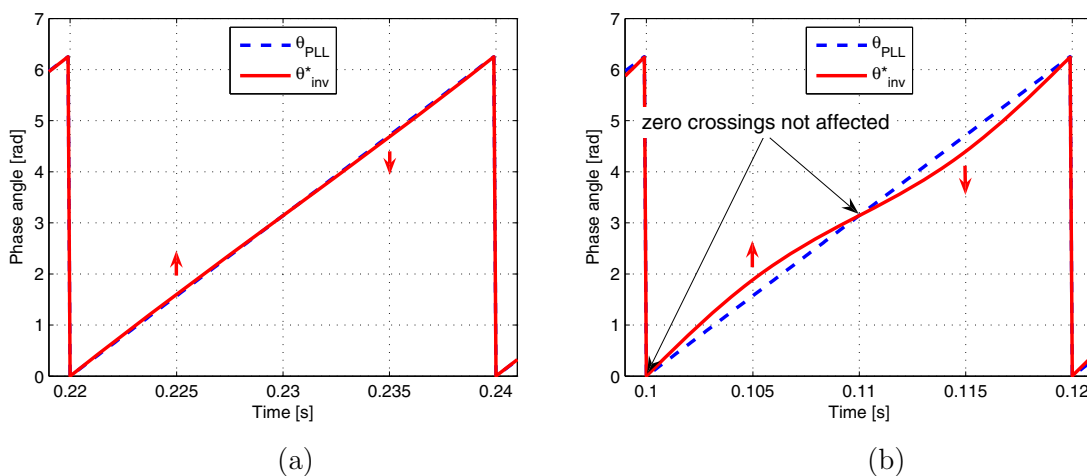 7
6
5
4
3
2
1
0
Phase angle [rad]
θPLL
θ*inv
0.22 0.225 0.23 0.235 0.24
Time [s]
(a)
7
6
5
4
3
2
1
0
Phase angle [rad]
θPLL
θ*inv
zero crossings not affected
0.1 0.105 0.11 0.115 0.12
Time [s]
(b)